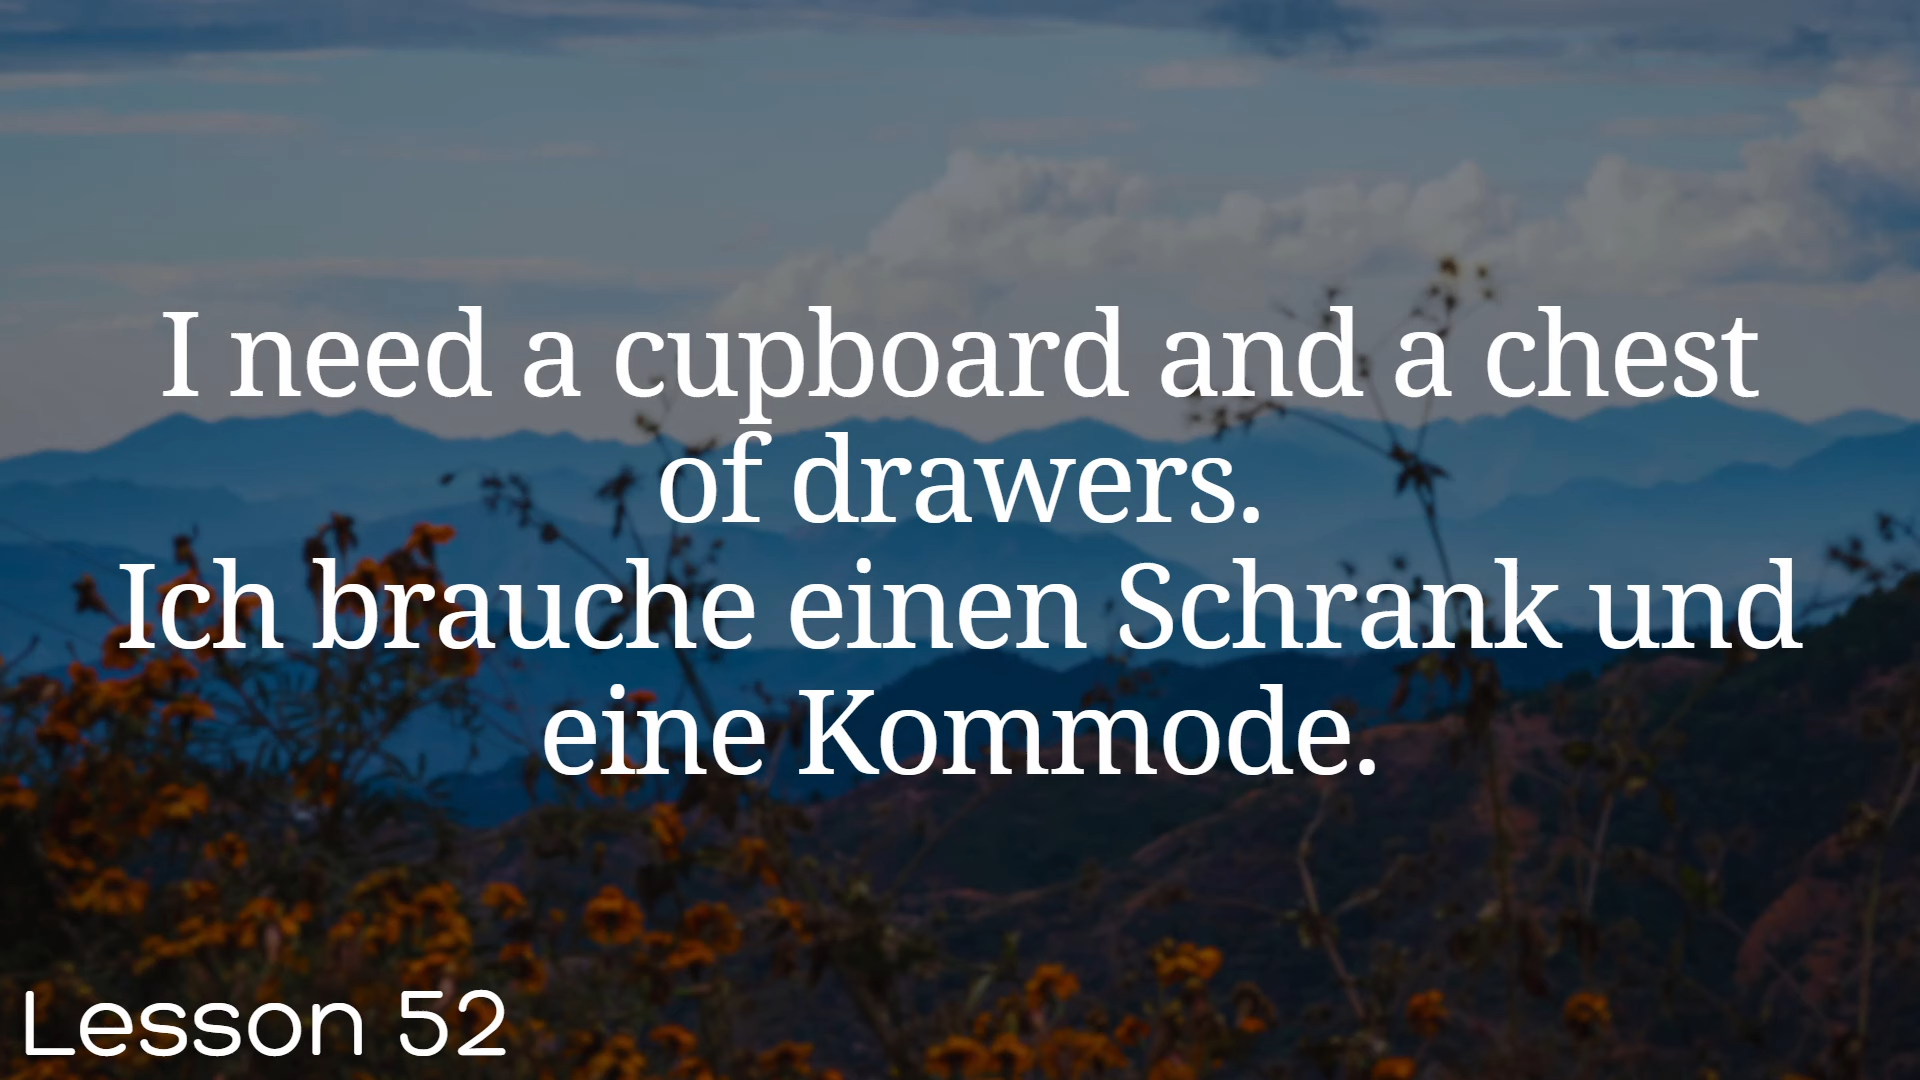 I need a cupboard and a chest
of drawers.
Ich brauche einen Schrank und
eine Kommode.
Lesson 52